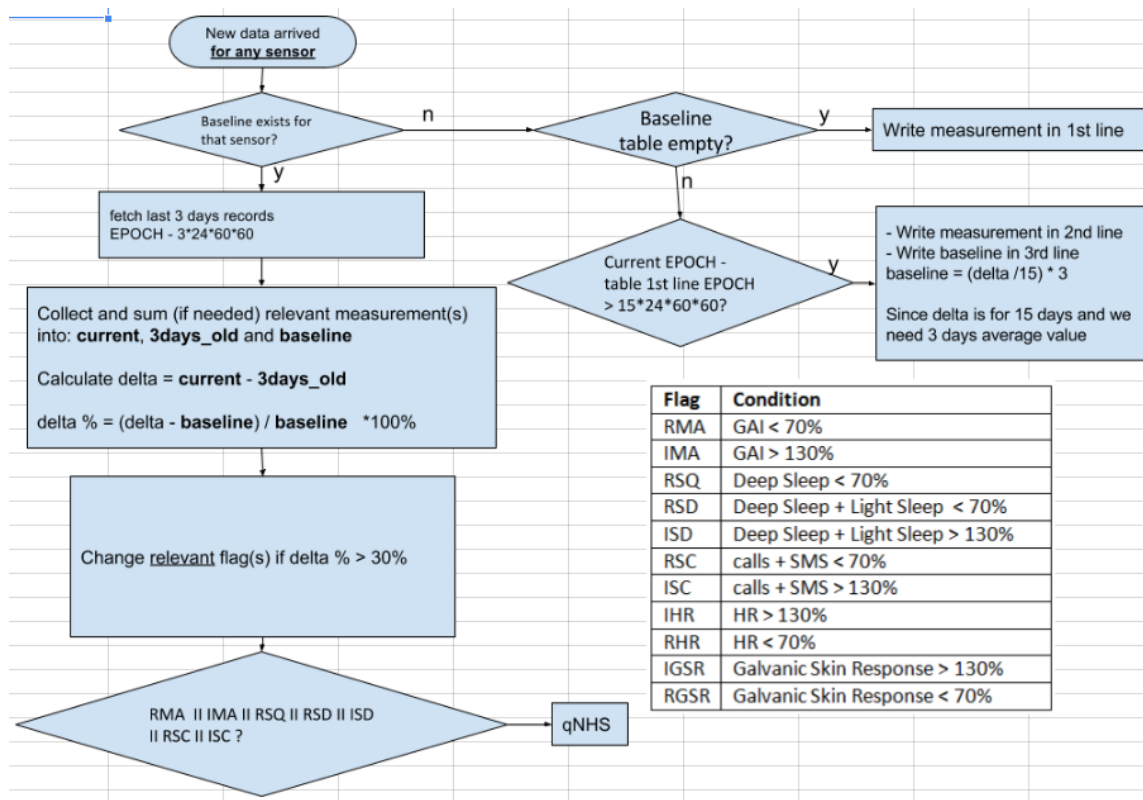 New data arrived
for any sensor
Baseline exists for
that sensor?
n
Baseline
table empty?
y
Write measurement in 1st line
y
n
fetch last 3 days records
EPOCH - 3*24*60*60
Current EPOCH -
table 1st line EPOCH
> 15*24*60*60?
y
- Write measurement in 2nd line
- Write baseline in 3rd line
baseline = (delta /15) * 3
Since delta is for 15 days and we
need 3 days average value
Collect and sum (if needed) relevant measurement(s)
into: current, 3days_old and baseline
Calculate delta = current - 3days_old
delta % = (delta - baseline) / baseline *100%
Change relevant flag(s) if delta % > 30%
RMA II IMA II RSQ II RSD II ISD
II RSC II ISC ?
qNHS
Flag Condition
RMA GAI < 70%
IMA GAI > 130%
RSQ Deep Sleep < 70%
RSD Deep Sleep + Light Sleep < 70%
ISD Deep Sleep + Light Sleep > 130%
RSC calls + SMS < 70%
ISC calls + SMS > 130%
IHR HR > 130%
RHR HR < 70%
IGSR Galvanic Skin Response > 130%
RGSR Galvanic Skin Response < 70%